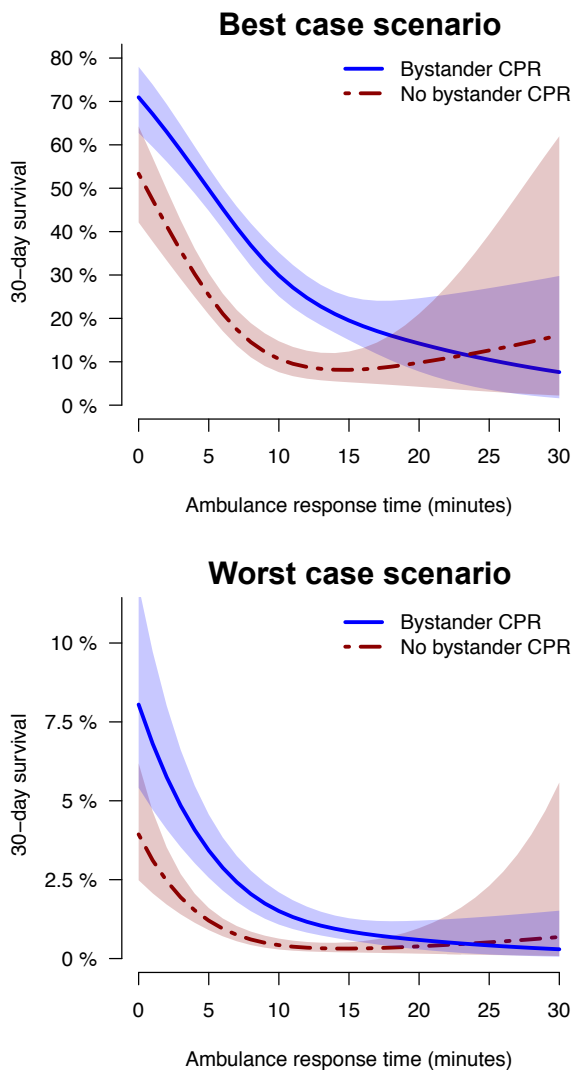 Best case scenario
80 %
70 %
60 %
50 %
40 %
30 %
20 %
10 %
0 %
30−day survival
Bystander CPR
No bystander CPR
0 5 10 15 20 25 30
Ambulance response time (minutes)
Worst case scenario
10 %
7.5 %
5 %
2.5 %
0 %
30−day survival
Bystander CPR
No bystander CPR
0 5 10 15 20 25 30
Ambulance response time (minutes)